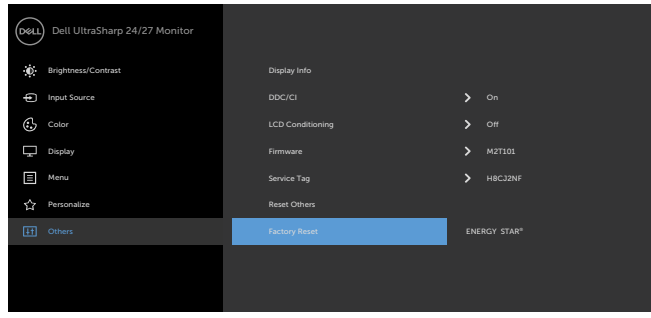 DELL Dell UltraSharp 24/27 Monitor
Brightness/Contrast Display Info
Input Source DDC/CI On
Color LCD Conditioning Off
Display Firmware M2T101
Menu Service Tag H8CJ2NF
Personalize Reset Others
Others Factory Reset ENERGY STAR®